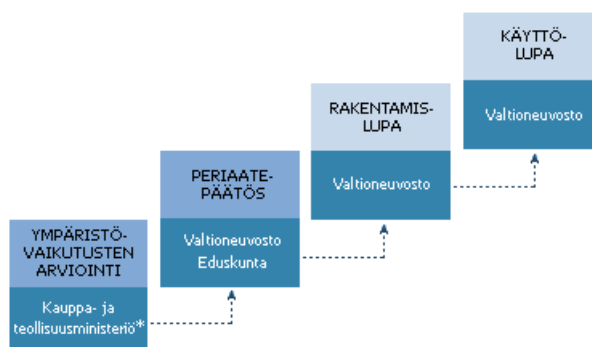 KÄYTTÖ-
LUPA
Valtioneuvosto
RAKENTAMIS-
LUPA
Valtioneuvosto
PERIAATE-
PÄÄTÖS
Valtioneuvosto
Eduskunta
YMPÄRISTÖ-
VAIKUTUSTEN
ARVIOINTI
Kauppa- ja
teollisuusministeriö*